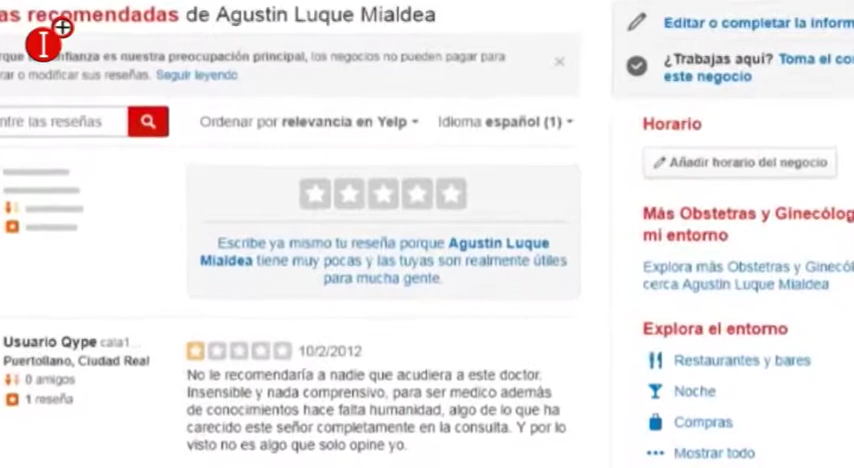 as recomendadas de Agustin Luque Mialdea
nfianza es nuestra preocupación principal, los negocios no pueden pagar para
rar o modificar sus reseñas. Seguir leyendo
ntre las reseñas
Ordenar por relevancia en Yelp
Idioma español (1)
Escribe ya mismo tu reseña porque Agustin Luque
Mialdea tiene muy pocas y las tuyas son realmente útiles
para mucha gente.
Usuario Qype cala1...
Puertollano, Ciudad Real
0 amigos
1 reseña
10/2/2012
No le recomendaría a nadie que acudiera a este doctor.
Insensible y nada comprensivo, para ser medico además
de conocimientos hace falta humanidad, algo de lo que ha
carecido este señor completamente en la consulta. Y por lo
visto no es algo que solo opine yo.
Editar o completar la inform
¿Trabajas aquí? Toma el co
este negocio
Horario
Añadir horario del negocio
Más Obstetras y Ginecólog
mi entorno
Explora más Obstetras y Ginecól
cerca Agustin Luque Mialdea
Explora el entorno
Restaurantes y bares
Noche
Compras
Mostrar todo